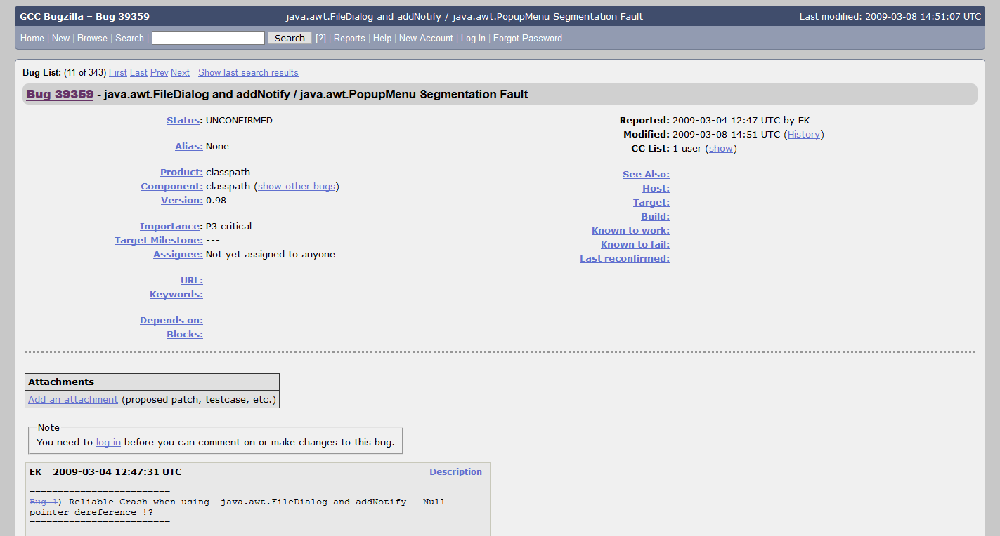 GCC Bugzilla – Bug 39359 java.awt.FileDialog and addNotify / java.awt.PopupMenu Segmentation Fault Last modified: 2009-03-08 14:51:07 UTC
Home | New | Browse | Search | Search [?] | Reports | Help | New Account | Log In | Forgot Password
Bug List: (11 of 343) First Last Prev Next Show last search results
Bug 39359 - java.awt.FileDialog and addNotify / java.awt.PopupMenu Segmentation Fault
Status: UNCONFIRMED
Alias: None
Product: classpath
Component: classpath (show other bugs)
Version: 0.98
Importance: P3 critical
Target Milestone: ---
Assignee: Not yet assigned to anyone
URL:
Keywords:
Depends on:
Blocks:
Reported: 2009-03-04 12:47 UTC by EK
Modified: 2009-03-08 14:51 UTC (History)
CC List: 1 user (show)
See Also:
Host:
Target:
Build:
Known to work:
Known to fail:
Last reconfirmed:
Attachments
Add an attachment (proposed patch, testcase, etc.)
Note
You need to log in before you can comment on or make changes to this bug.
EK 2009-03-04 12:47:31 UTC Description
=========================
Bug 1) Reliable Crash when using  java.awt.FileDialog and addNotify - Null
pointer dereference !?
=========================